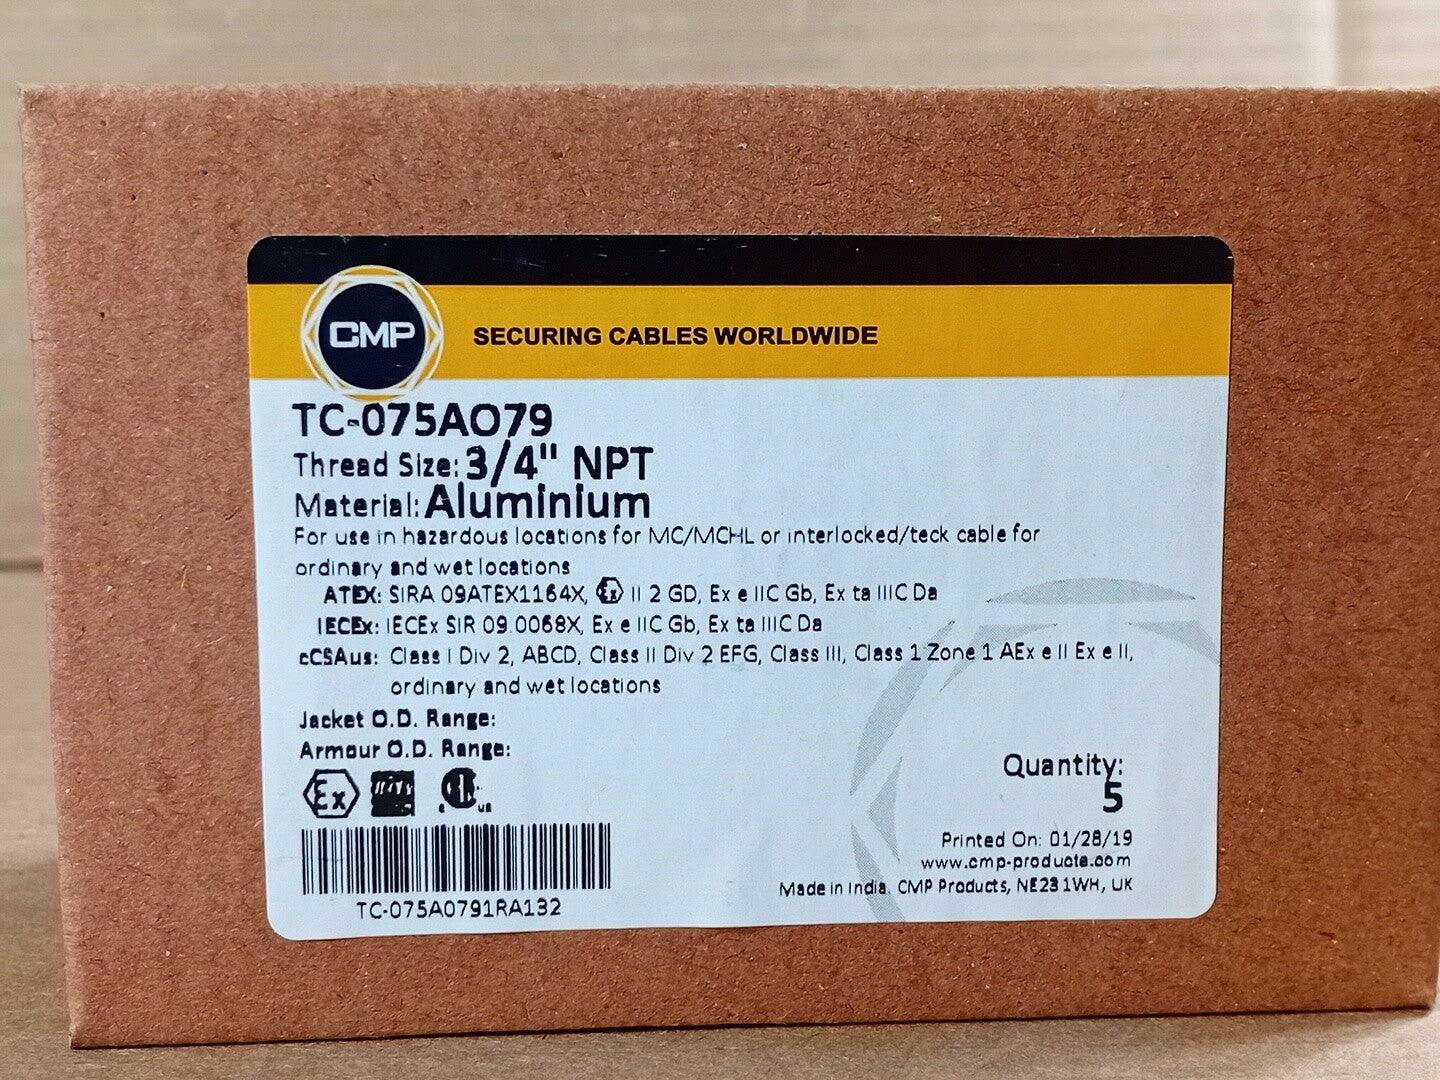 CMP
SECURING CABLES WORLDWIDE
TC-075AO79
Thread Size: 3/4" NPT
Material: Aluminium
For use in hazardous locations for MC/MCHL or interlocked/teck cable for
ordinary and wet locations
ATEX: SIRA 09ATEX1164X, Ex II 2 GD, Ex e IIC Gb, Ex ta IIIC Da
IECEx: IECEx SIR 09.0068X, Ex e IIC Gb, Ex ta IIIC Da
cCSAus: Class I Div 2, ABCD, Class II Div 2 EFG, Class III, Class 1 Zone 1 AEx e II Ex e II,
ordinary and wet locations
Jacket O.D. Range:
Armour O.D. Range:
Ex
c us
Quantity:
5
Printed On: 01/28/19
www.cmp-products.com
Made in India. CMP Products, NE23 1WH, UK
TC-075A0791RA132